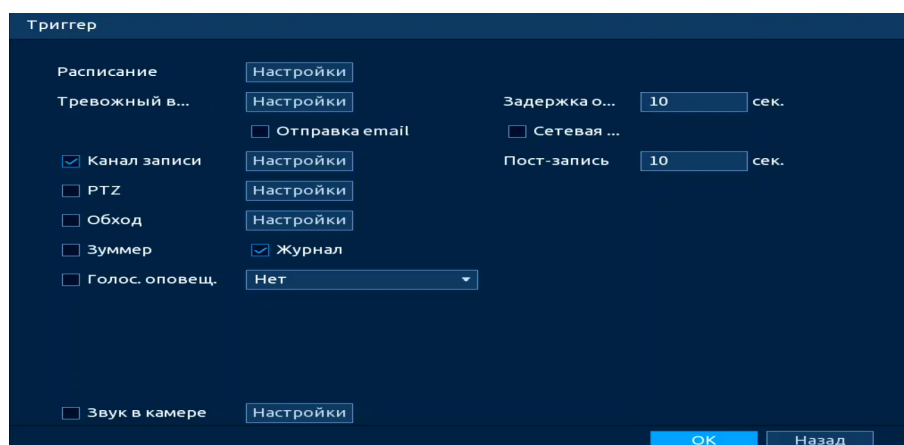 Триггер
Расписание Настройки
Тревожный в... Настройки Задержка о... 10 сек.
Отправка email Сетевая ...
Канал записи Настройки Пост-запись 10 сек.
PTZ Настройки
Обход Настройки
Зуммер Журнал
Голос. оповещ. Нет
Звук в камере Настройки
OK Назад